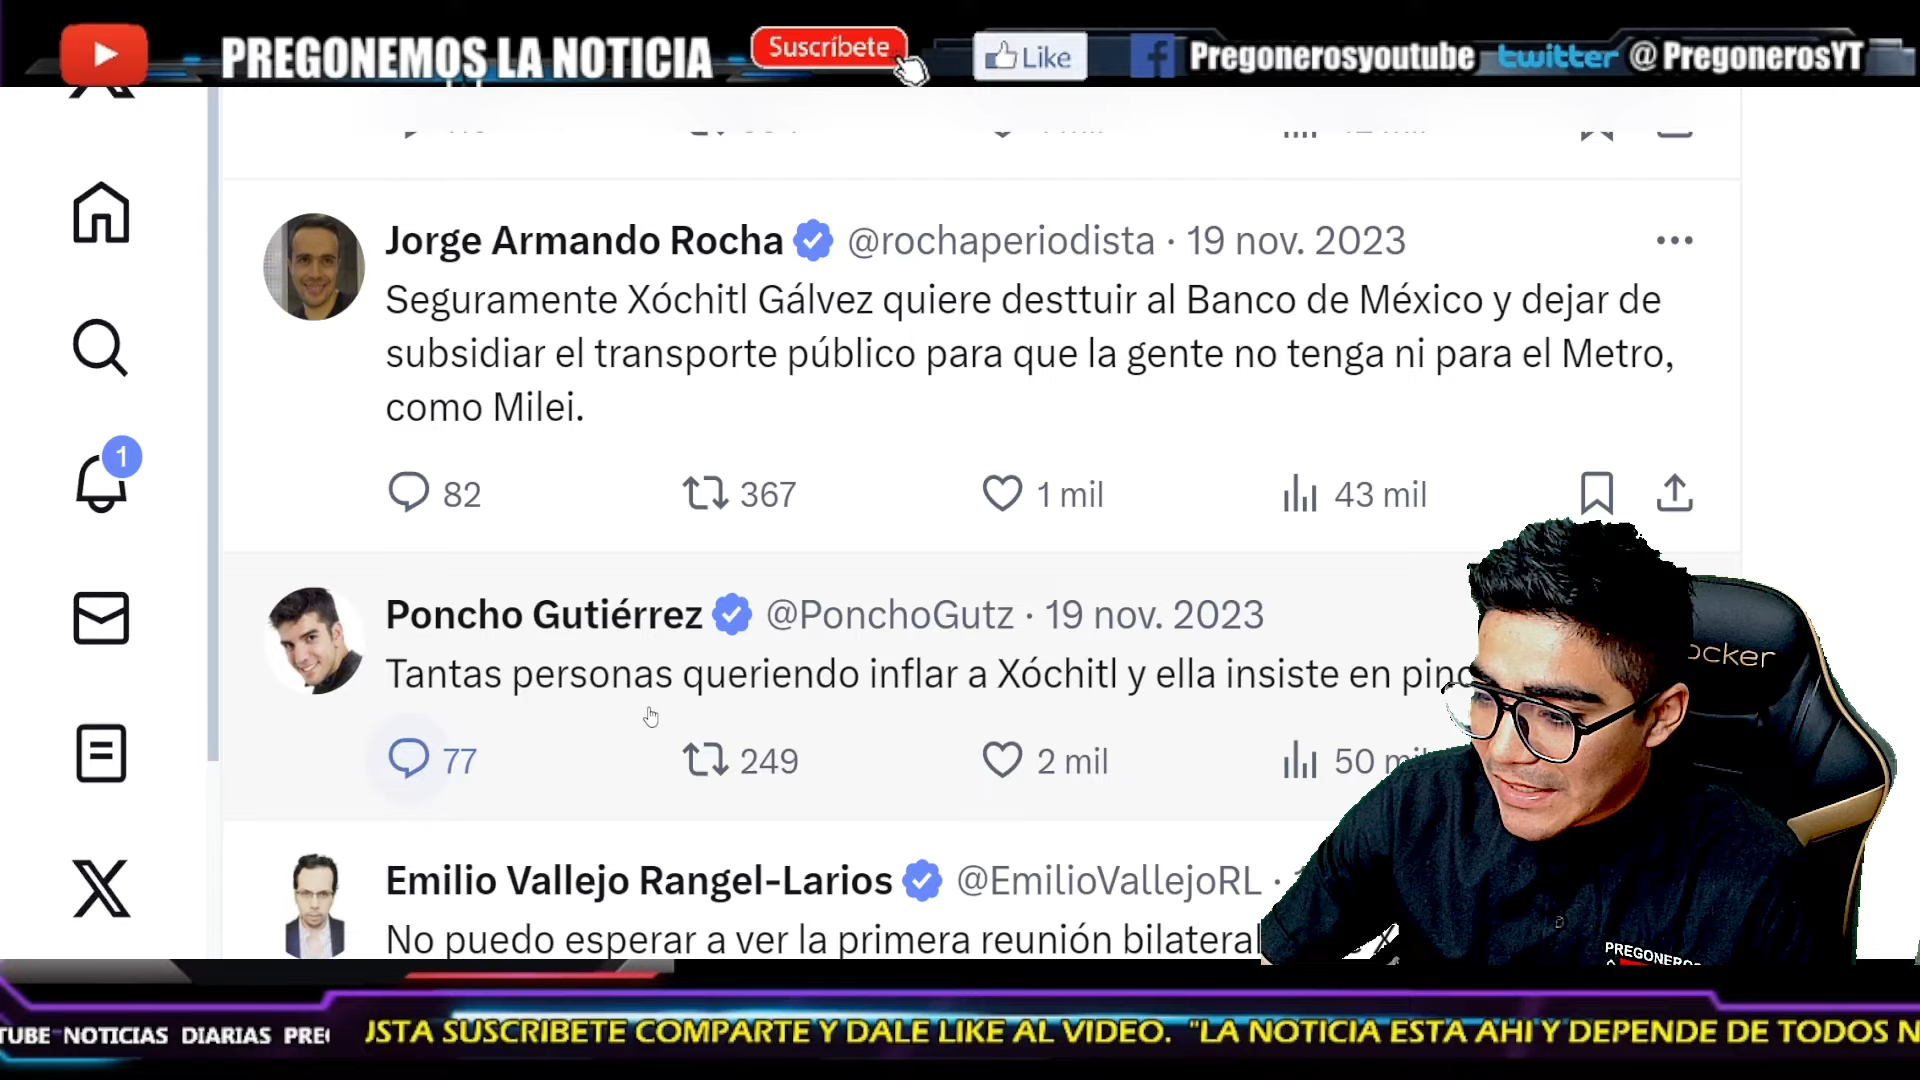 PREGONEMOS LA NOTICIA
Suscríbete
Like
Pregonerosyoutube
twitter @PregonerosYT
Jorge Armando Rocha @rochaperiodista · 19 nov. 2023
Seguramente Xóchitl Gálvez quiere desttuir al Banco de México y dejar de
subsidiar el transporte público para que la gente no tenga ni para el Metro,
como Milei.
82 367 1 mil 43 mil
1
Poncho Gutiérrez @PonchoGutz · 19 nov. 2023
Tantas personas queriendo inflar a Xóchitl y ella insiste en
77 249 2 mil 50
Emilio Vallejo Rangel-Larios @EmilioVallejoRL ·
No puedo esperar a ver la primera reunión bilateral
ocker
PREGONEROS
TUBE NOTICIAS DIARIAS PREG
USTA SUSCRIBETE COMPARTE Y DALE LIKE AL VIDEO. "LA NOTICIA ESTA AHI Y DEPENDE DE TODOS N